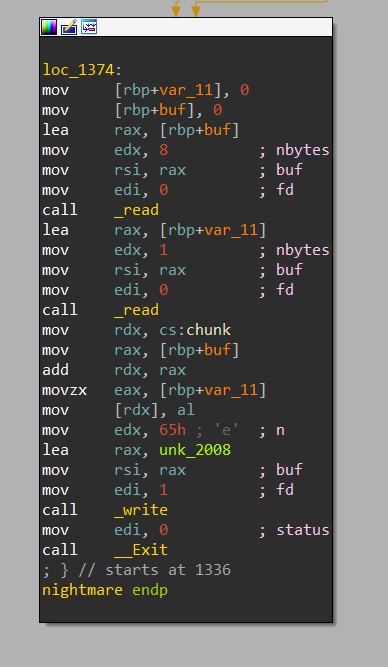 loc_1374:
mov [rbp+var_11], 0
mov [rbp+buf], 0
lea rax, [rbp+buf]
mov edx, 8 ; nbytes
mov rsi, rax ; buf
mov edi, 0 ; fd
call _read
lea rax, [rbp+var_11]
mov edx, 1 ; nbytes
mov rsi, rax ; buf
mov edi, 0 ; fd
call _read
mov rdx, cs:chunk
mov rax, [rbp+buf]
add rdx, rax
movzx eax, [rbp+var_11]
mov [rdx], al
mov edx, 65h ; 'e' ; n
lea rax, unk_2008
mov rsi, rax ; buf
mov edi, 1 ; fd
call _write
mov edi, 0 ; status
call __Exit
; } // starts at 1336
nightmare endp